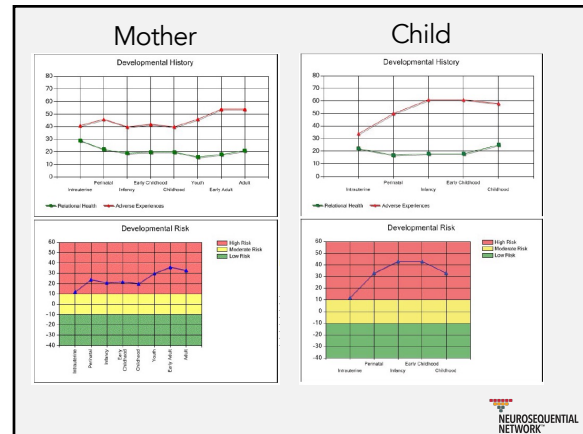 Mother
Developmental History
80
70
60
50
40
30
20
10
0
Perinatal Early Childhood Youth Adult
Intrauterine Infancy Childhood Early Adult
Relational Health Adverse Experiences
Developmental Risk
60
50
40
30
20
10
0
-10
-20
-30
-40
Intrauterine
Perinatal
Infancy
Early Childhood
Childhood
Youth
Early Adult
Adult
High Risk
Moderate Risk
Low Risk
Child
Developmental History
80
70
60
50
40
30
20
10
0
Perinatal Early Childhood
Intrauterine Infancy Childhood
Relational Health Adverse Experiences
Developmental Risk
60
50
40
30
20
10
0
-10
-20
-30
-40
Perinatal Early Childhood
Intrauterine Infancy Childhood
High Risk
Moderate Risk
Low Risk
NEUROSEQUENTIAL
NETWORK™